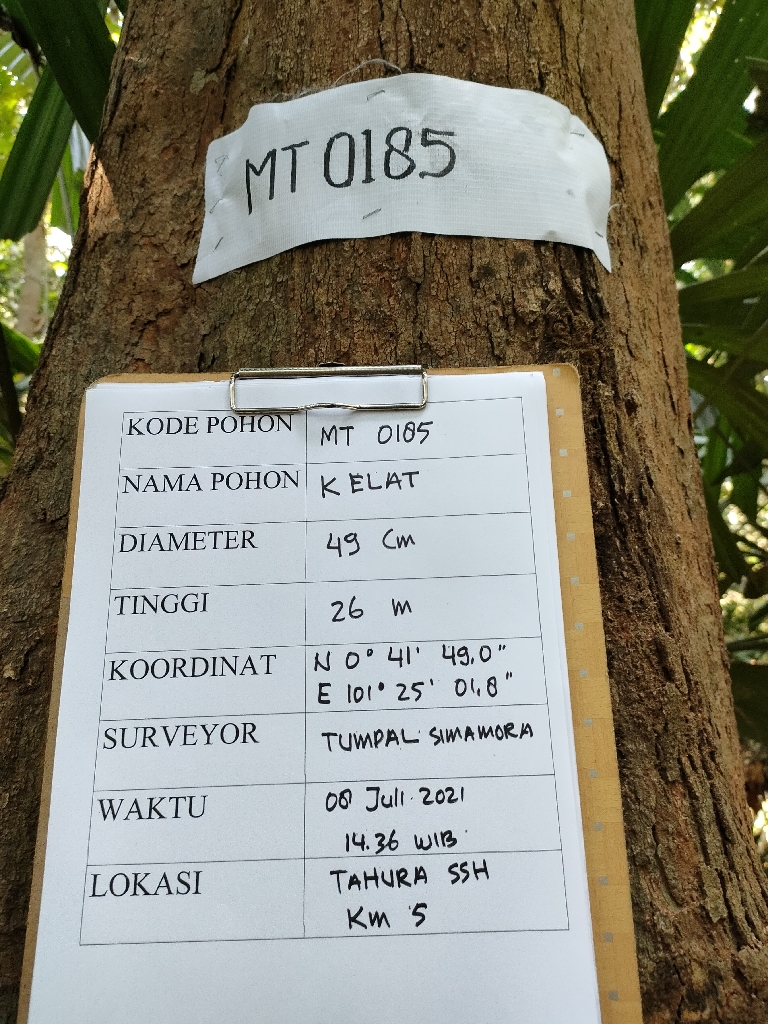 MT 0185
KODE POHON MT 0185
NAMA POHON KELAT
DIAMETER 49 Cm
TINGGI 26 m
KOORDINAT N 0° 41' 49.0"
E 101° 25' 01.8"
SURVEYOR TUMPAL SIMAMORA
WAKTU 08 Juli 2021
14.36 WIB
LOKASI TAHURA SSH
Km 5